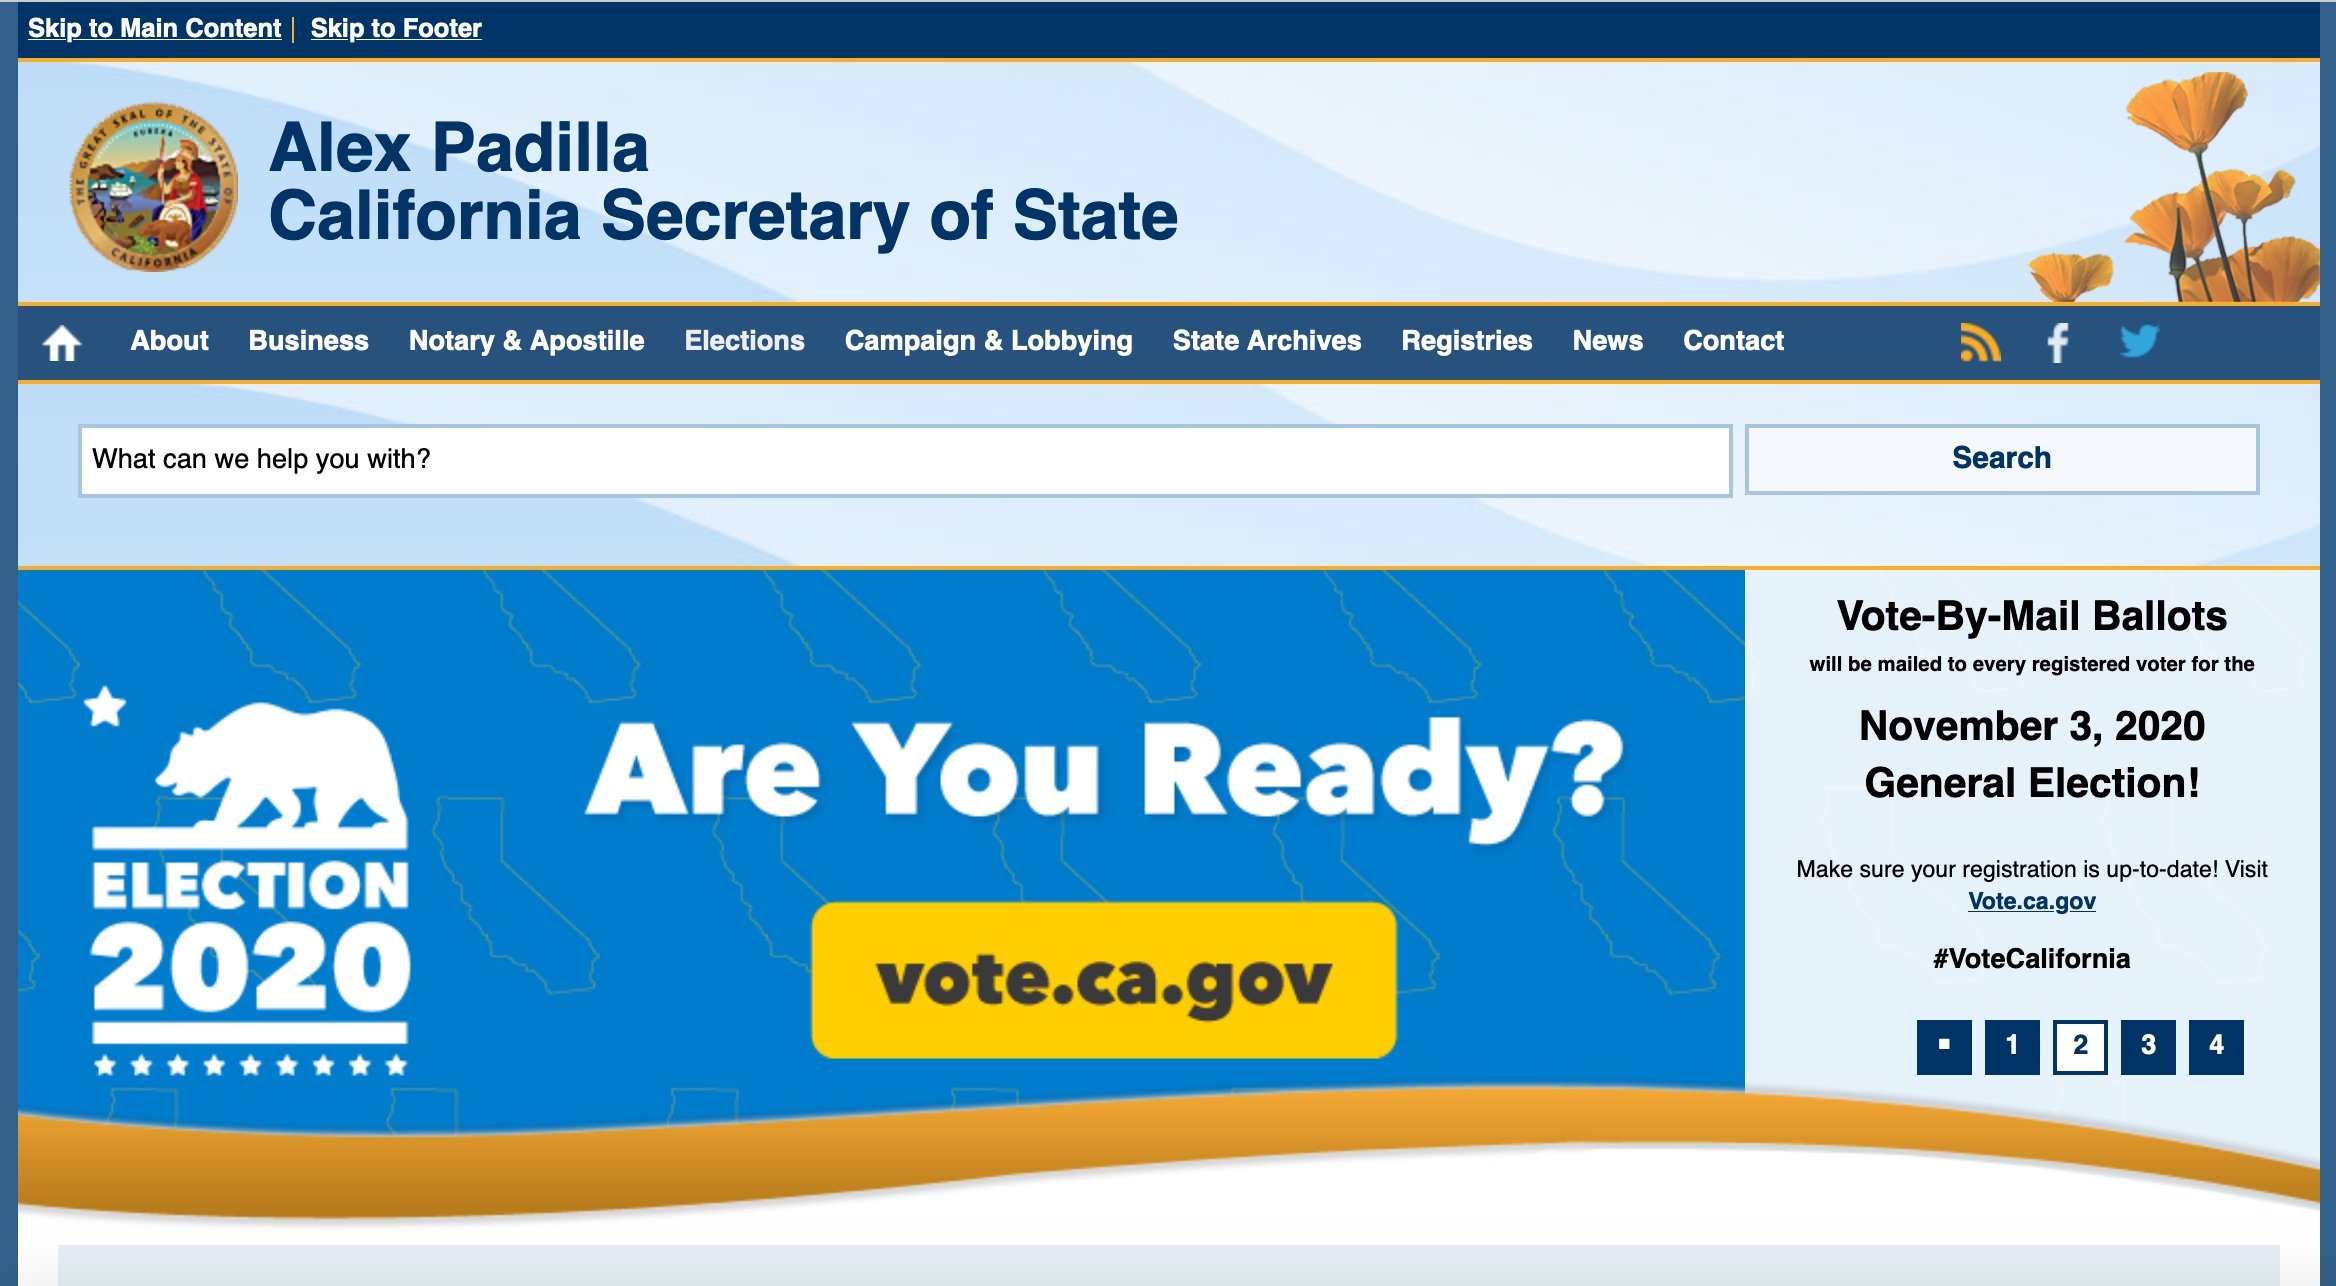 Skip to Main Content | Skip to Footer
THE GREAT SEAL OF THE STATE OF CALIFORNIA
EUREKA
Alex Padilla
California Secretary of State
About Business Notary & Apostille Elections Campaign & Lobbying State Archives Registries News Contact
What can we help you with? Search
ELECTION
2020
Are You Ready?
vote.ca.gov
Vote-By-Mail Ballots
will be mailed to every registered voter for the
November 3, 2020
General Election!
Make sure your registration is up-to-date! Visit
Vote.ca.gov
#VoteCalifornia
1 2 3 4